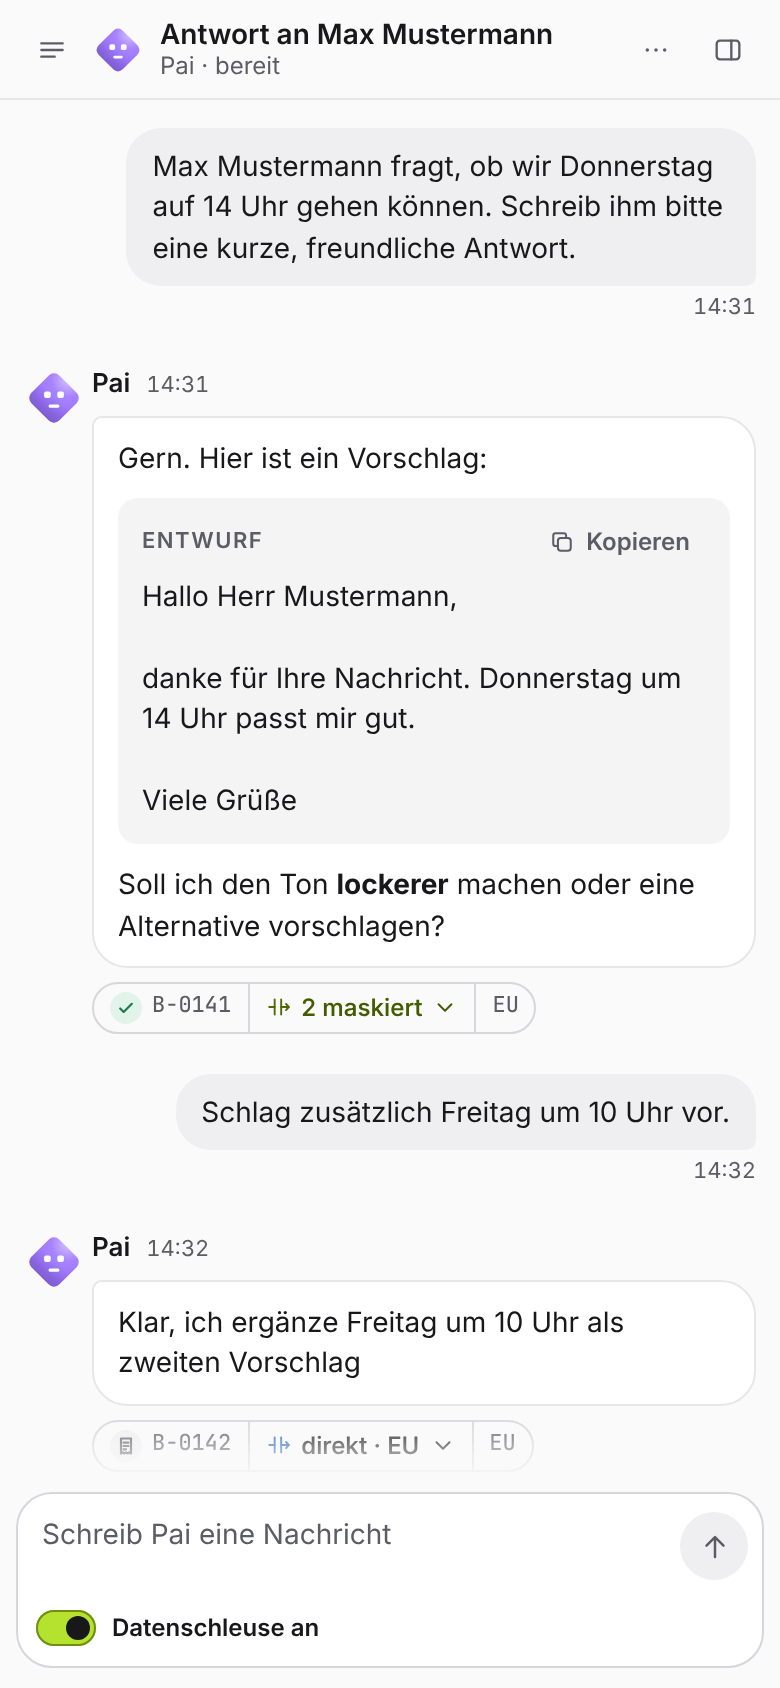 Antwort an Max Mustermann
Pai · bereit
Max Mustermann fragt, ob wir Donnerstag
auf 14 Uhr gehen können. Schreib ihm bitte
eine kurze, freundliche Antwort.
14:31
Pai 14:31
Gern. Hier ist ein Vorschlag:
ENTWURF
Kopieren
Hallo Herr Mustermann,
danke für Ihre Nachricht. Donnerstag um
14 Uhr passt mir gut.
Viele Grüße
Soll ich den Ton lockerer machen oder eine
Alternative vorschlagen?
B-0141 2 maskiert EU
Schlag zusätzlich Freitag um 10 Uhr vor.
14:32
Pai 14:32
Klar, ich ergänze Freitag um 10 Uhr als
zweiten Vorschlag
B-0142 direkt · EU EU
Schreib Pai eine Nachricht
Datenschleuse an